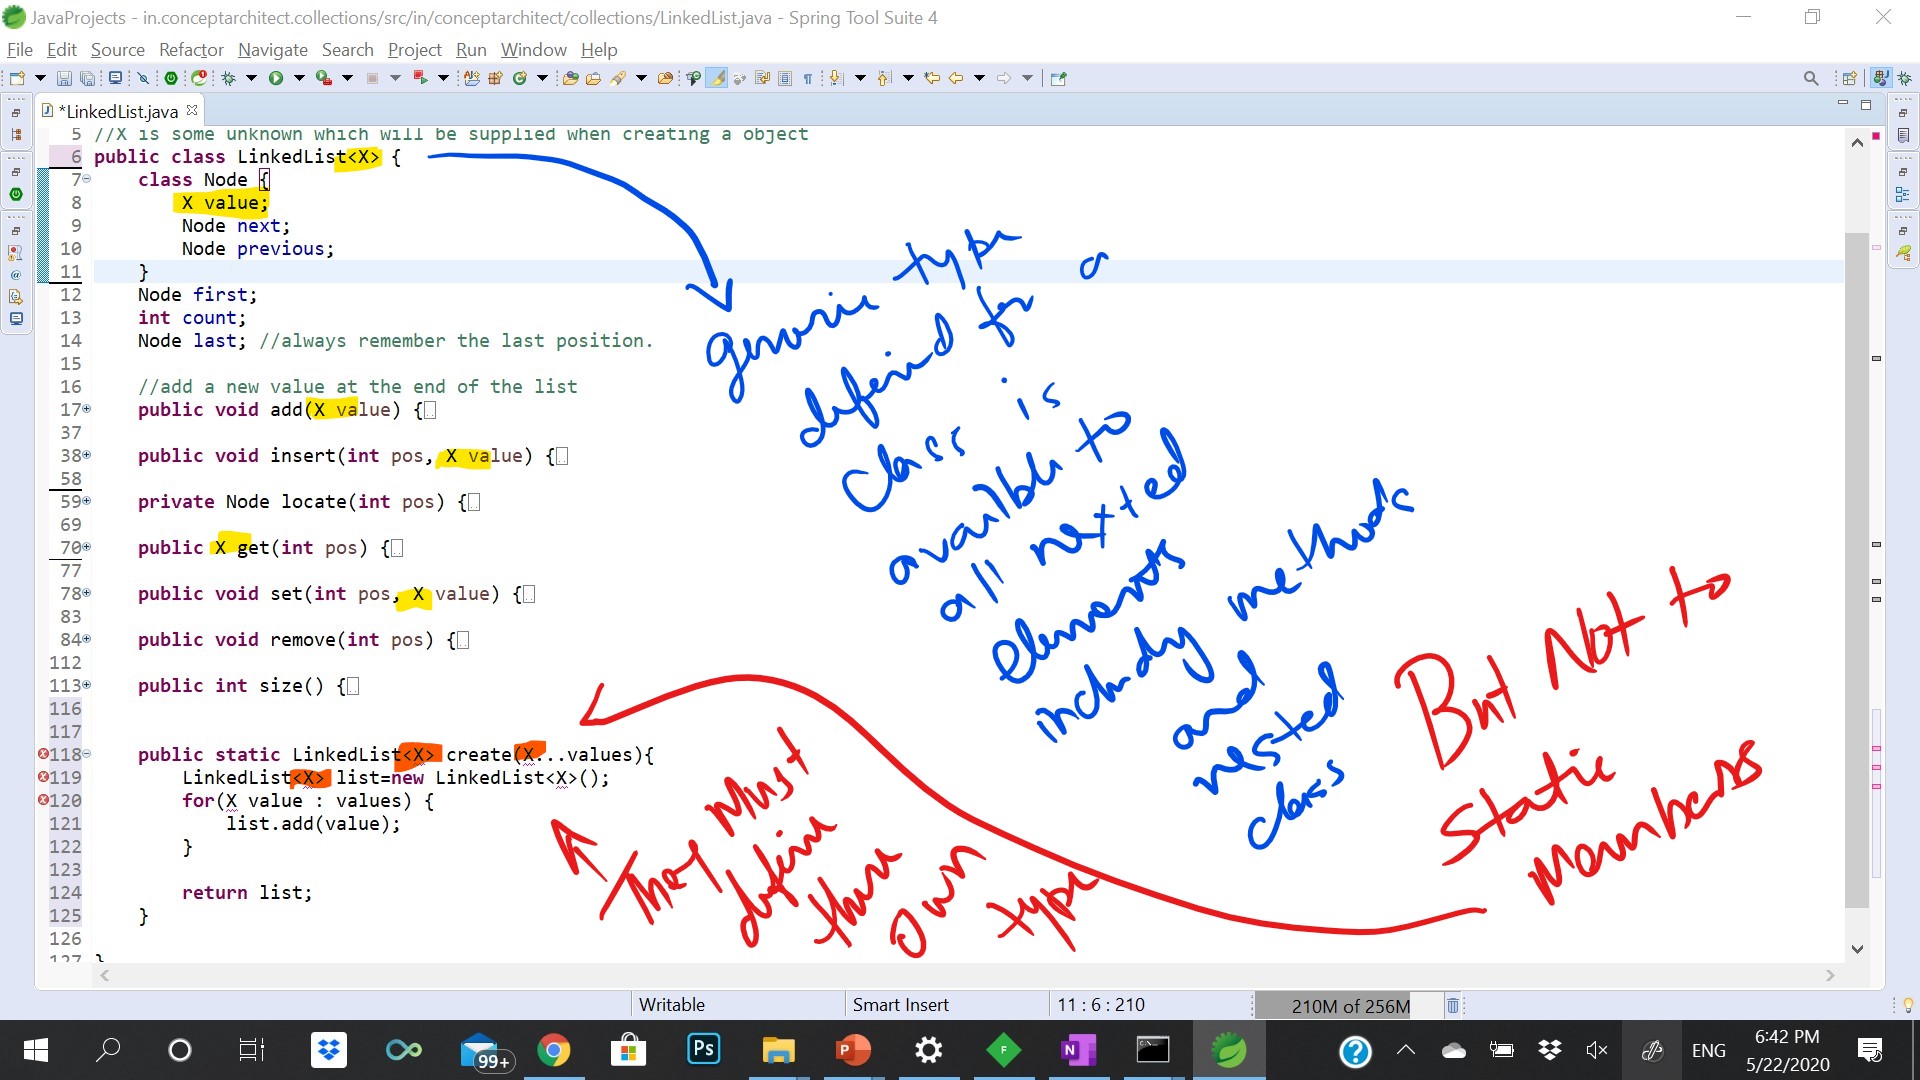 JavaProjects - in.conceptarchitect.collections/src/in/conceptarchitect/collections/LinkedList.java - Spring Tool Suite 4
File Edit Source Refactor Navigate Search Project Run Window Help
*LinkedList.java
5 //X is some unknown which will be supplied when creating a object
6 public class LinkedList<X> {
7 class Node {
8 X value;
9 Node next;
10 Node previous;
11 }
12 Node first;
13 int count;
14 Node last; //always remember the last position.
15
16 //add a new value at the end of the list
17 public void add(X value) {
37
38 public void insert(int pos, X value) {
58
59 private Node locate(int pos) {
69
70 public X get(int pos) {
77
78 public void set(int pos, X value) {
83
84 public void remove(int pos) {
112
113 public int size() {
116
117
118 public static LinkedList<X> create(X...values){
119 LinkedList<X> list=new LinkedList<X>();
120 for(X value : values) {
121 list.add(value);
122 }
123
124 return list;
125 }
126
127 }
generic type
defined for a
class is
available to
all nexted
elements
including methods
and
nested
class
But Not to
static
members
They Must
define
their
own
type
Writable Smart Insert 11 : 6 : 210 210M of 256M
99+
Ps
P
F
N
ENG
6:42 PM
5/22/2020